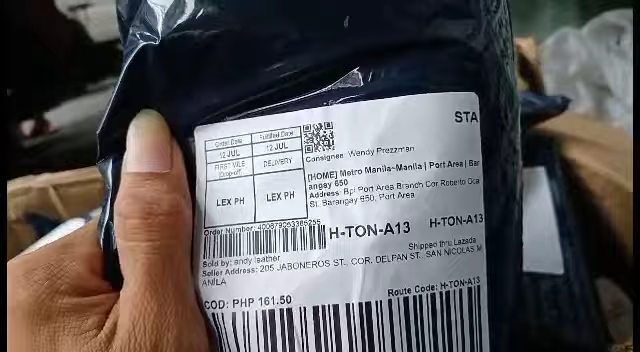 STA
Order Date Fulfilled Date
12 JUL 12 JUL
FIRST MILE DELIVERY
Drop-off
LEX PH LEX PH
Consignee: Wendy Prezzman
[HOME] Metro Manila~Manila | Port Area | Bar
angay 650
Address: Bpi Port Area Branch Cor Roberto Oca
St. Barangay 650, Port Area
Order Number:
H-TON-A13 H-TON-A13
Sold by: andy leather
Shipped thru Lazada
Seller Address: 205 JABONEROS ST., COR. DELPAN ST., SAN NICOLAS M
ANILA
COD: PHP 161.50
Route Code: H-TON-A13